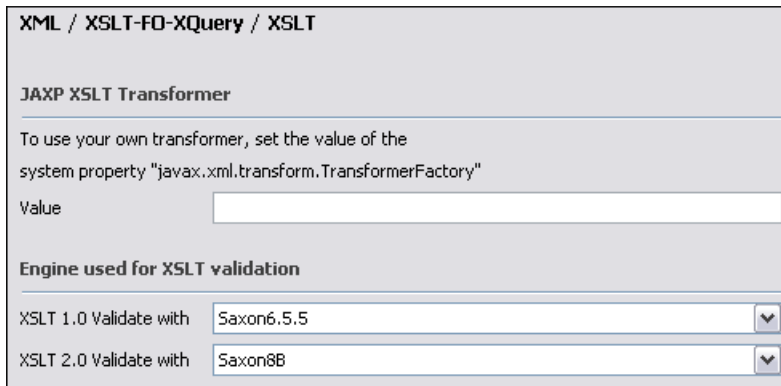 XML / XSLT-FO-XQuery / XSLT
JAXP XSLT Transformer
To use your own transformer, set the value of the
system property "javax.xml.transform.TransformerFactory"
Value
Engine used for XSLT validation
XSLT 1.0 Validate with Saxon6.5.5
XSLT 2.0 Validate with Saxon8B